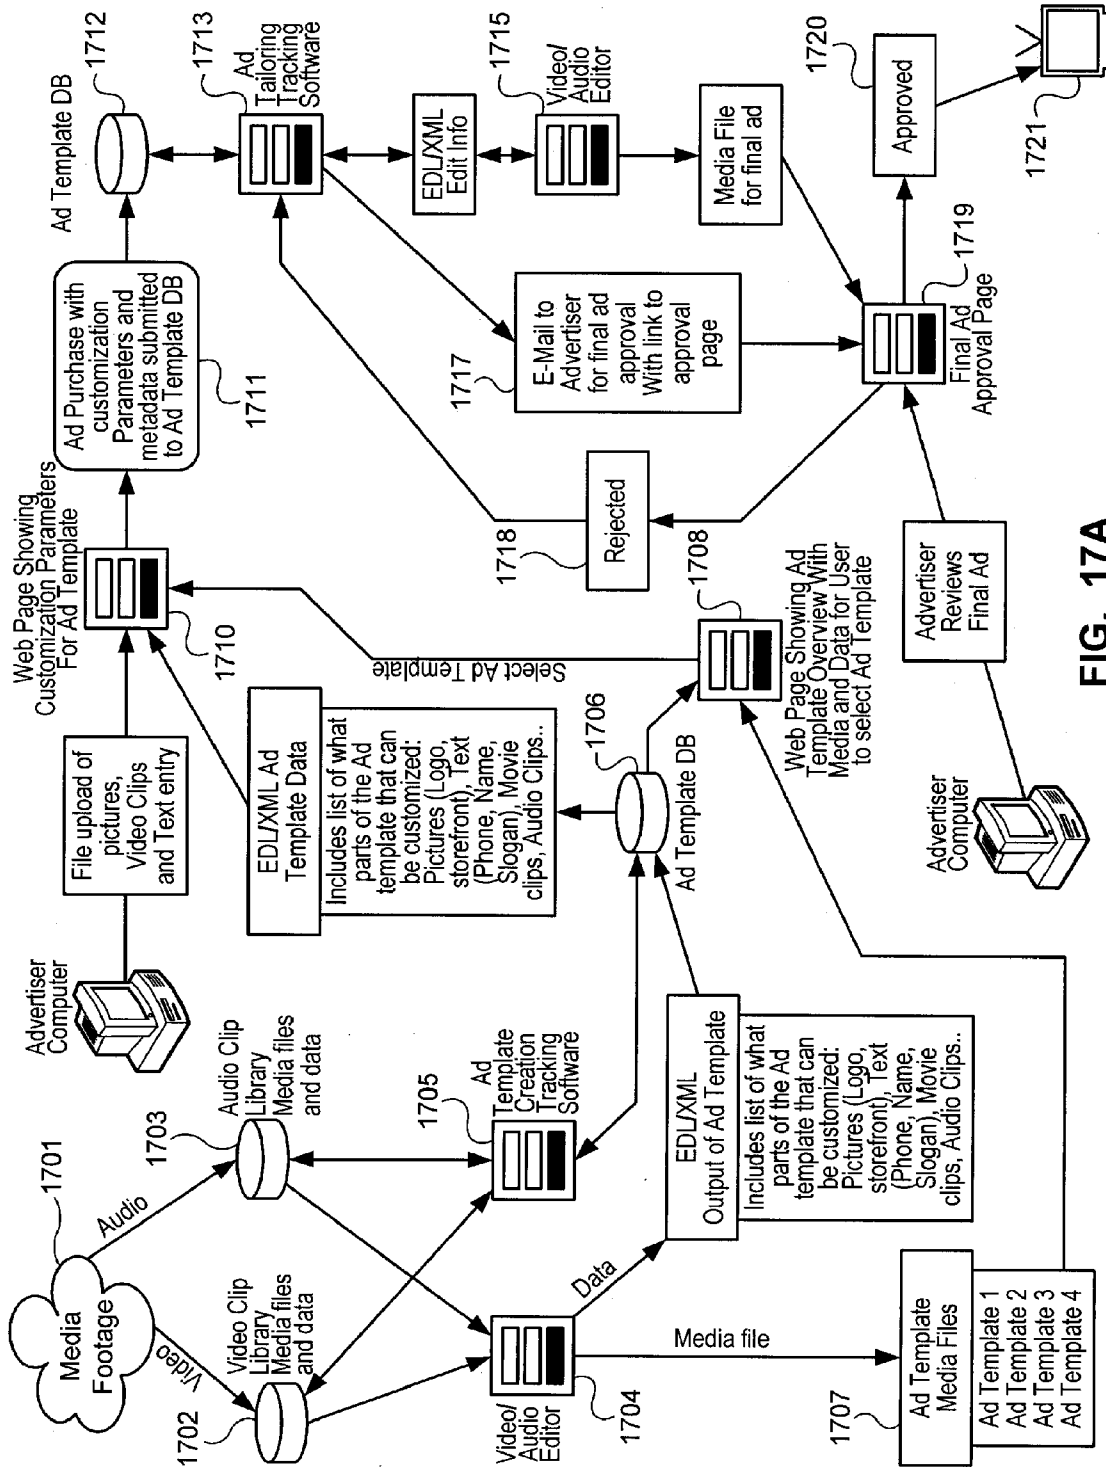 1701
Media
Footage
Audio
Video
1703
Audio Clip
Library
Media files
and data
1702
Video Clip
Library
Media files
and data
1705
Ad
Template
Creation
Tracking
Software
Video/
Audio
Editor
1704
Data
Media file
EDL/XML
Output of Ad Template
Includes list of what
parts of the Ad
template that can
be customized:
Pictures (Logo,
storefront), Text
(Phone, Name,
Slogan), Movie
clips, Audio Clips..
1707
Ad Template
Media Files
Ad Template 1
Ad Template 2
Ad Template 3
Ad Template 4
Advertiser
Computer
File upload of
pictures,
Video Clips
and Text entry
EDL/XML Ad
Template Data
Includes list of what
parts of the Ad
template that can
be customized:
Pictures (Logo,
storefront), Text
(Phone, Name,
Slogan), Movie
clips, Audio Clips..
1706
Ad Template DB
1708
Web Page Showing Ad
Template Overview With
Media and Data for User
to select Ad Template
Select Ad Template
Web Page Showing
Customization Parameters
For Ad Template
1710
Ad Purchase with
customization
Parameters and
metadata submitted
to Ad Template DB
1711
Ad Template DB
1712
1713
Ad
Tailoring
Tracking
Software
EDL/XML
Edit Info
1715
Video/
Audio
Editor
Media File
for final ad
1717
E-Mail to
Advertiser
for final ad
approval
With link to
approval
page
1718
Rejected
1719
Final Ad
Approval Page
1720
Approved
1721
Advertiser
Computer
Advertiser
Reviews
Final Ad
FIG. 17A